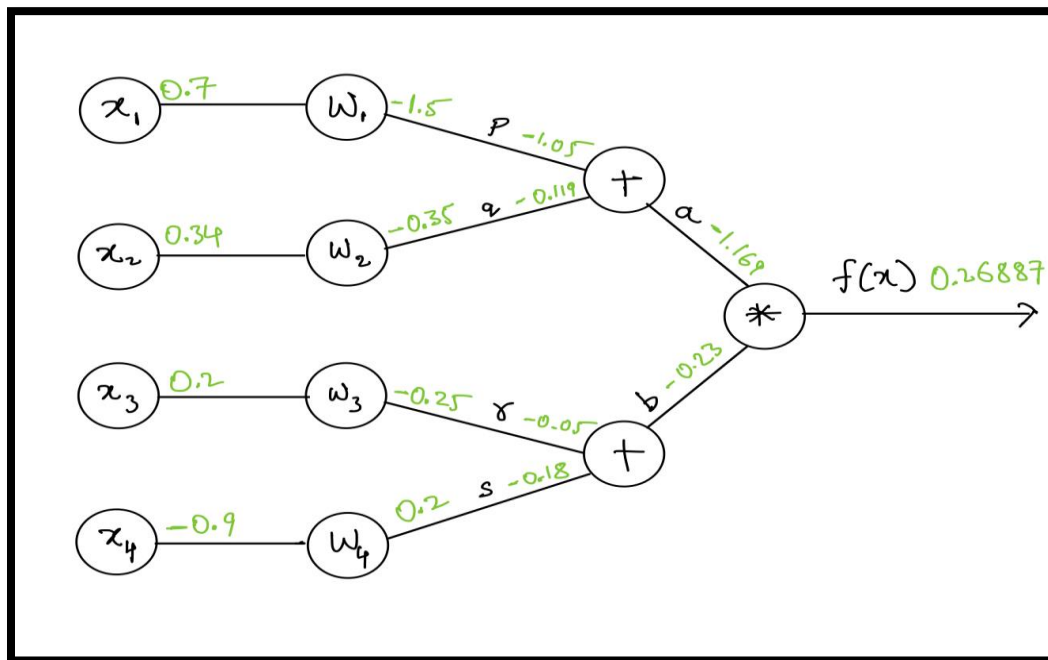 x₁ 0.7 W₁ -1.5 p -1.05
x₂ 0.34 W₂ -0.35 q -0.119
+ a -1.169
* f(x) 0.26887
x₃ 0.2 W₃ -0.25 r -0.05
+ b -0.23
x₄ -0.9 W₄ 0.2 s -0.18